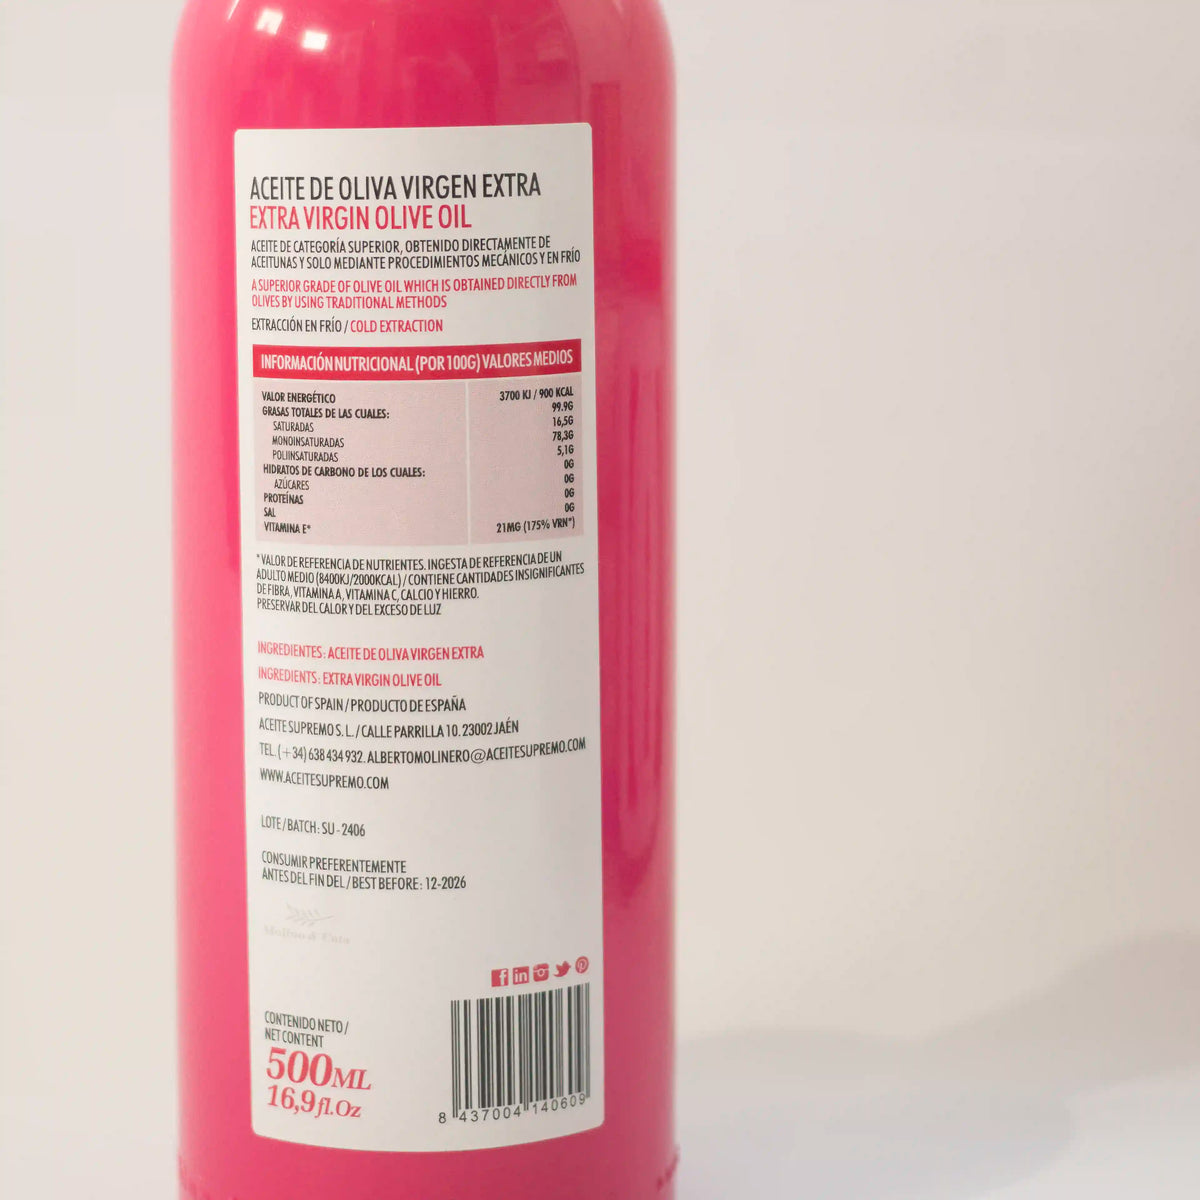 ACEITE DE OLIVA VIRGEN EXTRA
EXTRA VIRGIN OLIVE OIL
ACEITE DE CATEGORÍA SUPERIOR, OBTENIDO DIRECTAMENTE DE
ACEITUNAS Y SOLO MEDIANTE PROCEDIMIENTOS MECÁNICOS Y EN FRÍO
A SUPERIOR GRADE OF OLIVE OIL WHICH IS OBTAINED DIRECTLY FROM
OLIVES BY USING TRADITIONAL METHODS
EXTRACCIÓN EN FRÍO / COLD EXTRACTION
INFORMACIÓN NUTRICIONAL (POR 100G) VALORES MEDIOS
VALOR ENERGÉTICO 3700 KJ / 900 KCAL
GRASAS TOTALES DE LAS CUALES: 99.9G
SATURADAS 16,5G
MONOINSATURADAS 78,3G
POLIINSATURADAS 5,1G
HIDRATOS DE CARBONO DE LOS CUALES: 0G
AZÚCARES 0G
PROTEÍNAS 0G
SAL 0G
VITAMINA E* 21MG (175% VRN*)
*VALOR DE REFERENCIA DE NUTRIENTES. INGESTA DE REFERENCIA DE UN
ADULTO MEDIO (8400KJ/2000KCAL) / CONTIENE CANTIDADES INSIGNIFICANTES
DE FIBRA, VITAMINA A, VITAMINA C, CALCIO Y HIERRO.
PRESERVAR DEL CALOR Y DEL EXCESO DE LUZ
INGREDIENTES: ACEITE DE OLIVA VIRGEN EXTRA
INGREDIENTS: EXTRA VIRGIN OLIVE OIL
PRODUCT OF SPAIN / PRODUCTO DE ESPAÑA
ACEITE SUPREMO S. L. / CALLE PARRILLA 10. 23002 JAÉN
TEL. (+34) 638 434 932. ALBERTOMOLINERO@ACEITESUPREMO.COM
WWW.ACEITESUPREMO.COM
LOTE / BATCH: SU - 2406
CONSUMIR PREFERENTEMENTE
ANTES DEL FIN DEL / BEST BEFORE: 12-2026
CONTENIDO NETO /
NET CONTENT
500ML
16,9fl.Oz
8 437004 140609